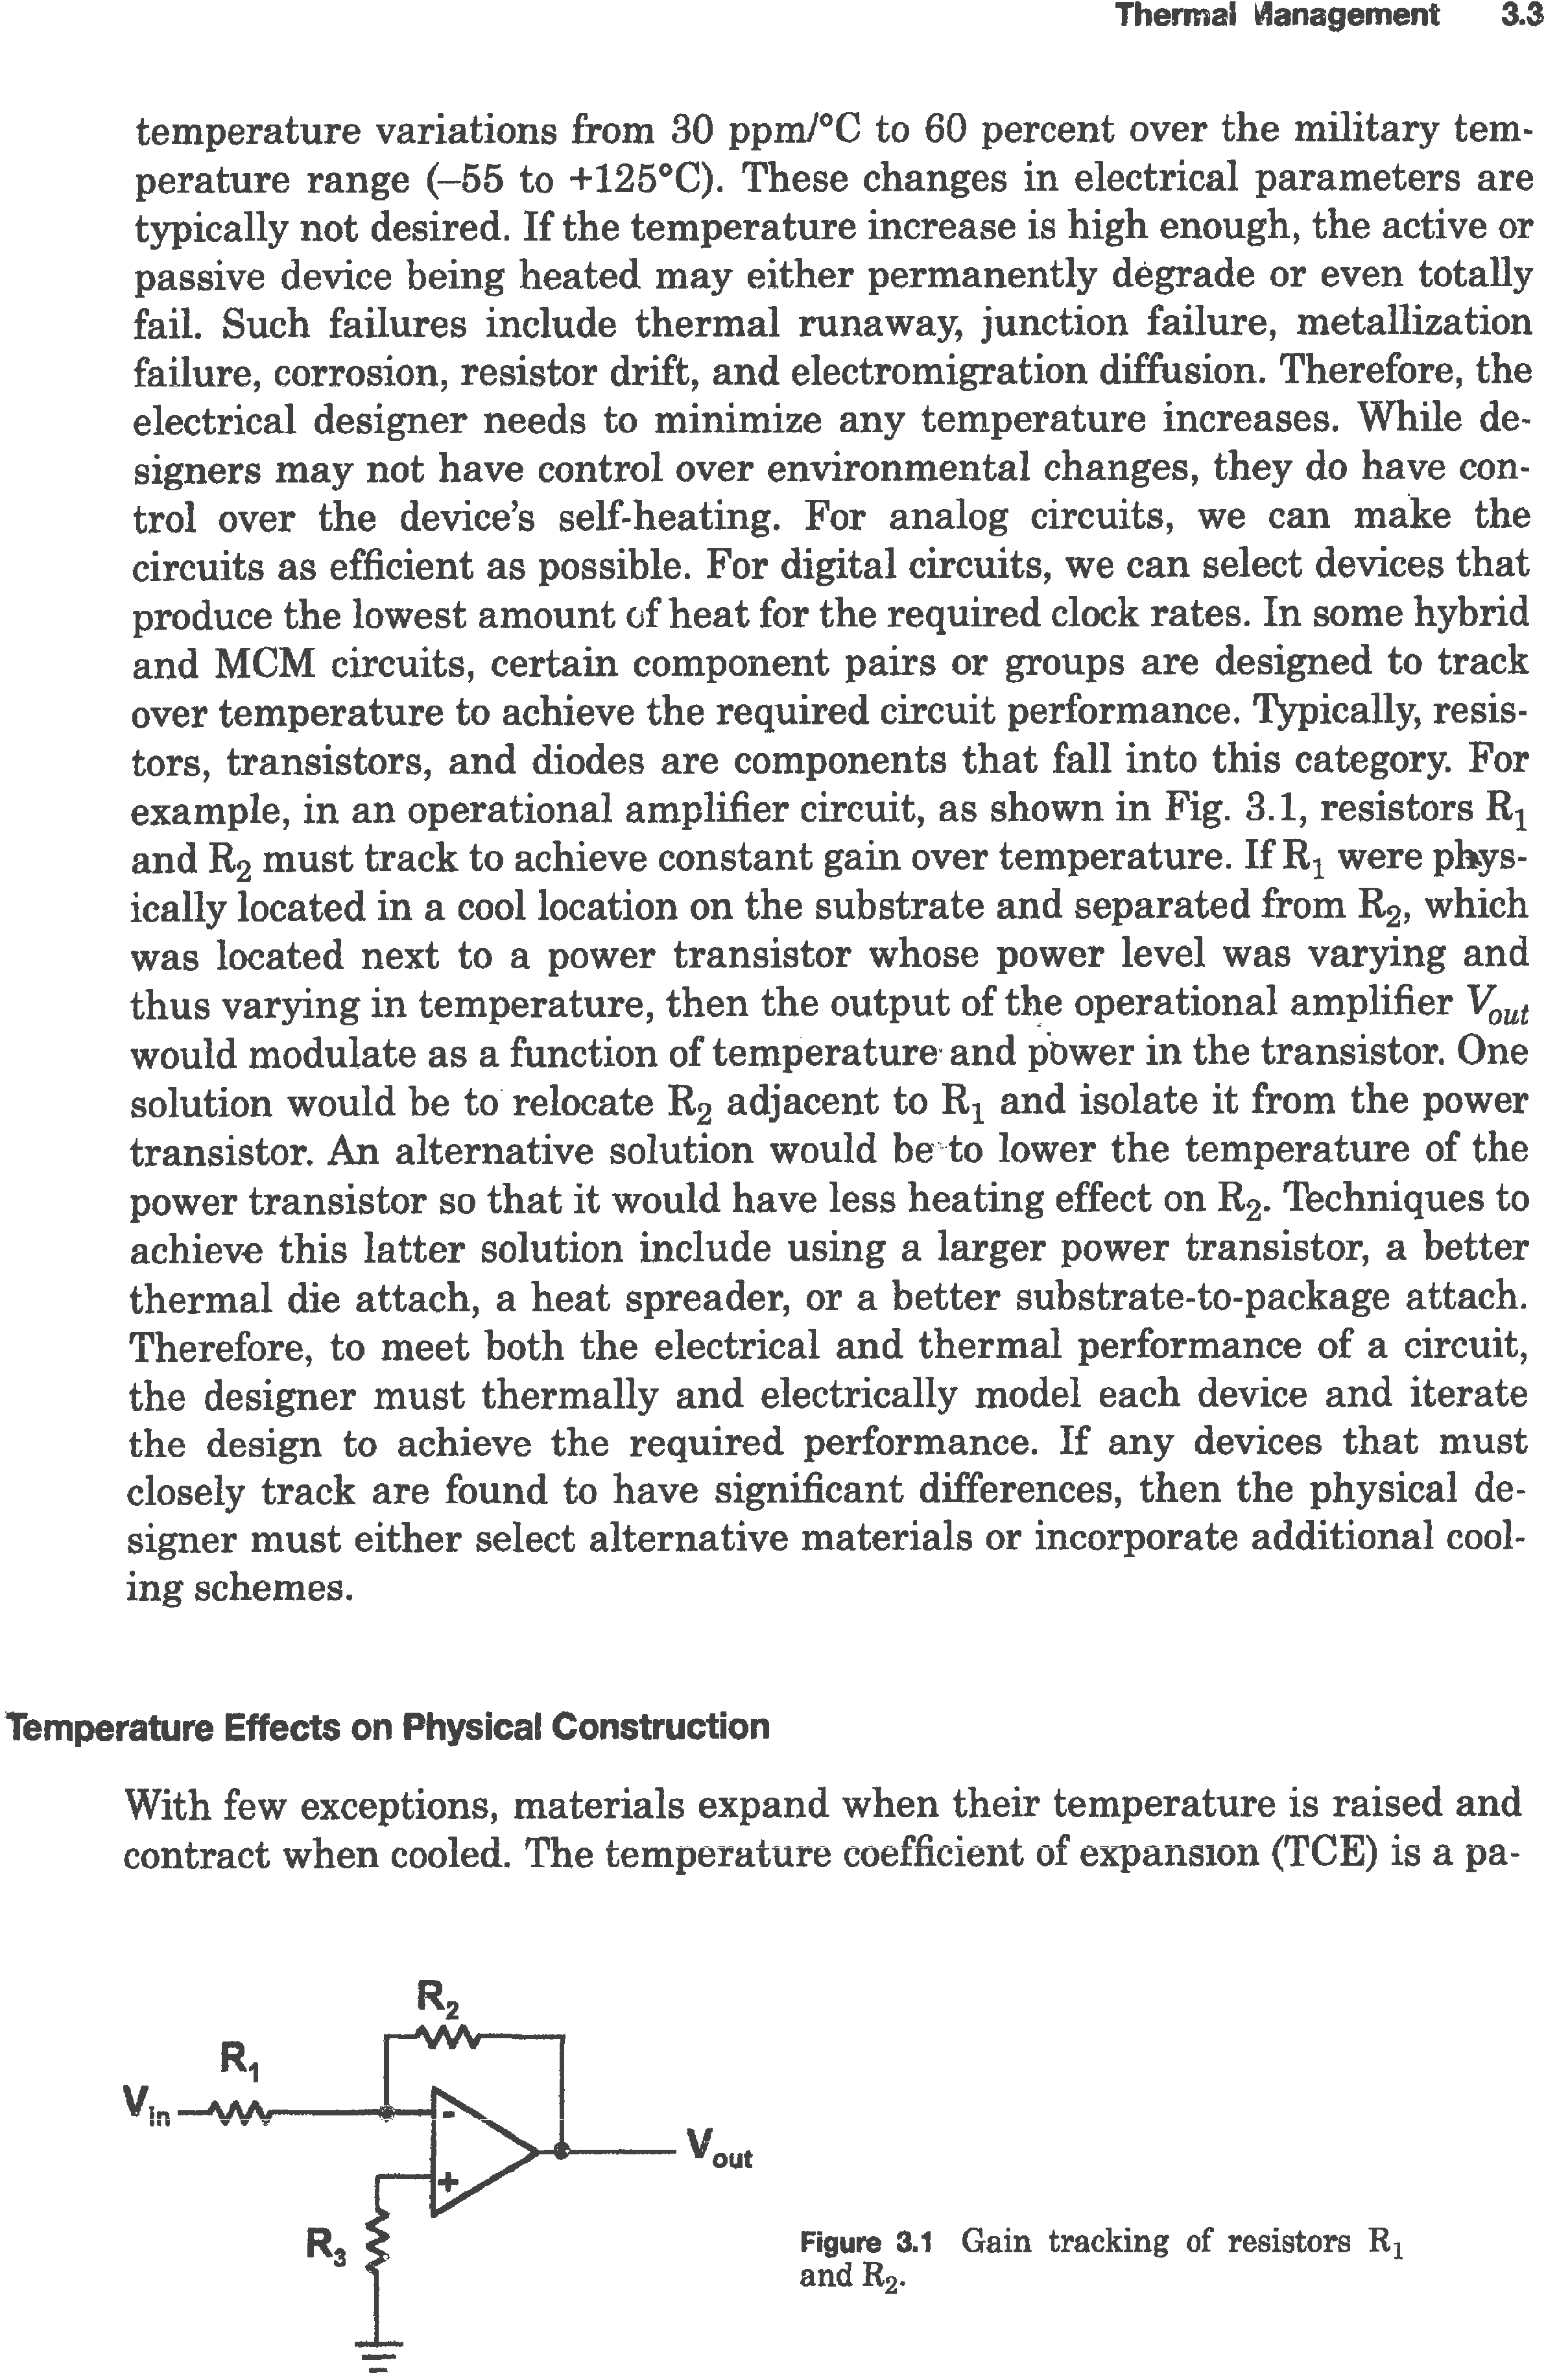 Thermal Management 3.3
temperature variations from 30 ppm/°C to 60 percent over the military tem-
perature range (–55 to +125°C). These changes in electrical parameters are
typically not desired. If the temperature increase is high enough, the active or
passive device being heated may either permanently degrade or even totally
fail. Such failures include thermal runaway, junction failure, metallization
failure, corrosion, resistor drift, and electromigration diffusion. Therefore, the
electrical designer needs to minimize any temperature increases. While de-
signers may not have control over environmental changes, they do have con-
trol over the device's self-heating. For analog circuits, we can make the
circuits as efficient as possible. For digital circuits, we can select devices that
produce the lowest amount of heat for the required clock rates. In some hybrid
and MCM circuits, certain component pairs or groups are designed to track
over temperature to achieve the required circuit performance. Typically, resis-
tors, transistors, and diodes are components that fall into this category. For
example, in an operational amplifier circuit, as shown in Fig. 3.1, resistors R₁
and R₂ must track to achieve constant gain over temperature. If R₁ were phys-
ically located in a cool location on the substrate and separated from R₂, which
was located next to a power transistor whose power level was varying and
thus varying in temperature, then the output of the operational amplifier V_out
would modulate as a function of temperature and power in the transistor. One
solution would be to relocate R₂ adjacent to R₁ and isolate it from the power
transistor. An alternative solution would be to lower the temperature of the
power transistor so that it would have less heating effect on R₂. Techniques to
achieve this latter solution include using a larger power transistor, a better
thermal die attach, a heat spreader, or a better substrate-to-package attach.
Therefore, to meet both the electrical and thermal performance of a circuit,
the designer must thermally and electrically model each device and iterate
the design to achieve the required performance. If any devices that must
closely track are found to have significant differences, then the physical de-
signer must either select alternative materials or incorporate additional cool-
ing schemes.
Temperature Effects on Physical Construction
With few exceptions, materials expand when their temperature is raised and
contract when cooled. The temperature coefficient of expansion (TCE) is a pa-
R₂
R₁
V_in
-
V_out
+
R₃
Figure 3.1 Gain tracking of resistors R₁
and R₂.